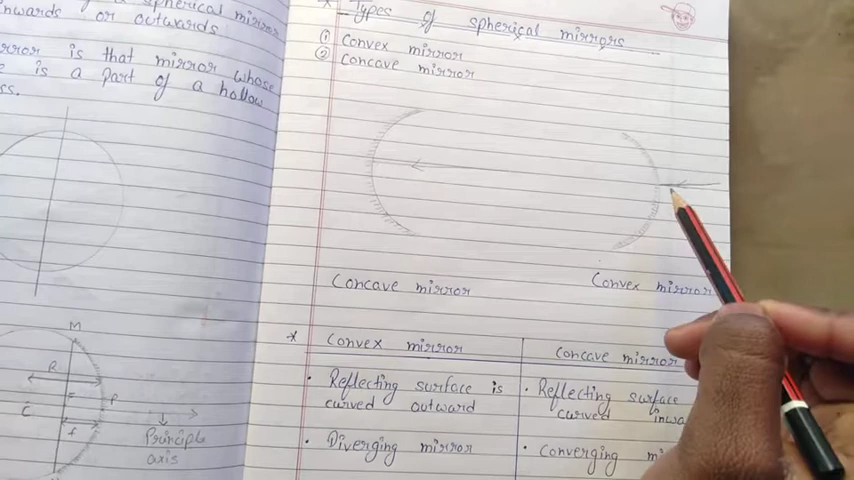 spherical mirror
inwards or outwards
mirror is that mirror whose
is a part of a hollow
M
R
F
P
C
f
Principle
axis
* Types of spherical mirrors
① Convex mirror
② Concave mirror
Concave mirror
Convex mirror
* Convex mirror
Concave mirror
• Reflecting surface is
curved outward
• Reflecting surface
curved
• Diverging mirror
• Converging